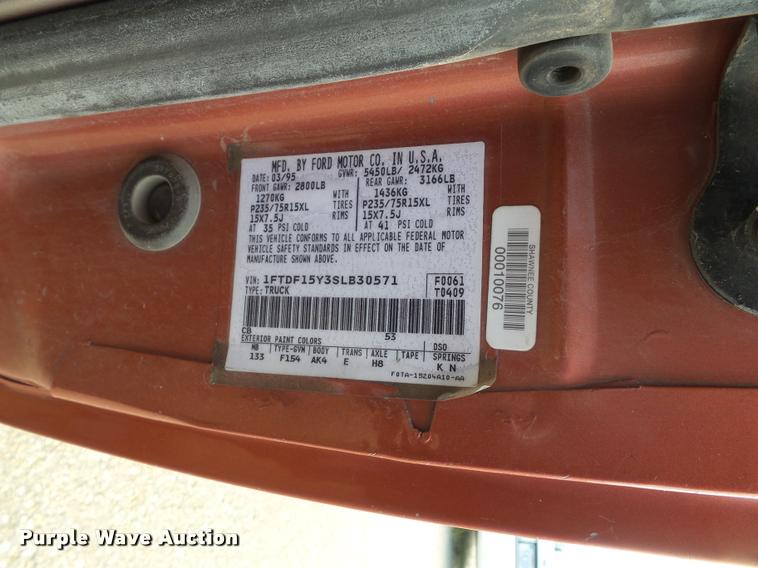 MFD. BY FORD MOTOR CO. IN U.S.A.
DATE: 03/95 GVWR: 5450LB/ 2472KG
FRONT GAWR: 2800LB REAR GAWR: 3166LB
1270KG WITH 1436KG WITH
P235/75R15XL TIRES P235/75R15XL TIRES
15X7.5J RIMS 15X7.5J RIMS
AT 35 PSI COLD AT 41 PSI COLD
THIS VEHICLE CONFORMS TO ALL APPLICABLE FEDERAL MOTOR
VEHICLE SAFETY STANDARDS IN EFFECT ON THE DATE OF
MANUFACTURE SHOWN ABOVE.
VIN: 1FTDF15Y3SLB30571 F0061
TYPE: TRUCK T0409
CB 53
EXTERIOR PAINT COLORS DSO
WB TYPE-GVW BODY TRANS AXLE TAPE SPRINGS
133 F154 AK4 E H8 K N
F0TA-15204A10-AA
SHAWNEE COUNTY
00010076
Purple Wave Auction